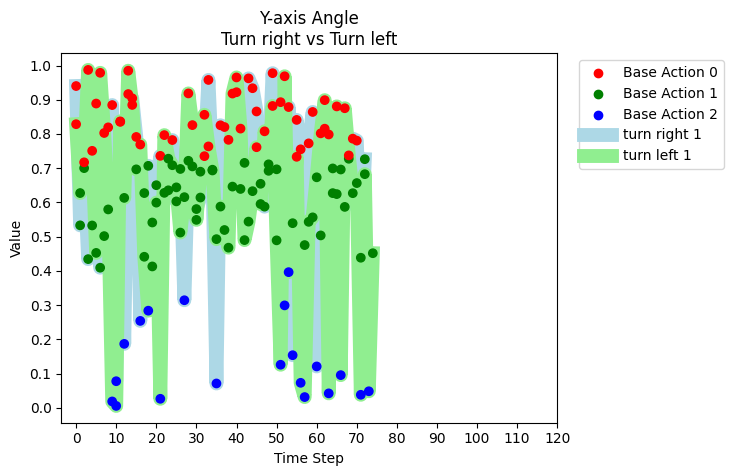 Y-axis Angle
Turn right vs Turn left
Value
1.0
0.9
0.8
0.7
0.6
0.5
0.4
0.3
0.2
0.1
0.0
0 10 20 30 40 50 60 70 80 90 100 110 120
Time Step
Base Action 0
Base Action 1
Base Action 2
turn right 1
turn left 1